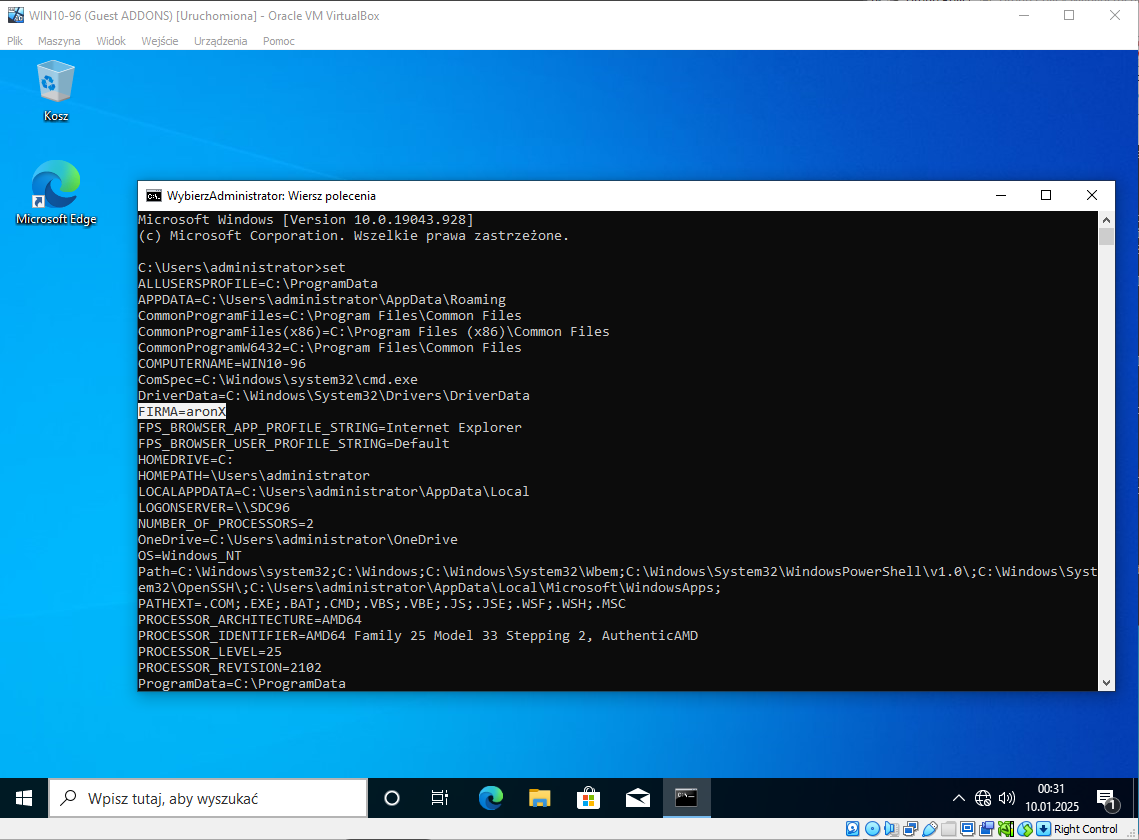 WIN10-96 (Guest ADDONS) [Uruchomiona] - Oracle VM VirtualBox
Plik Maszyna Widok Wejście Urządzenia Pomoc
Kosz
Microsoft Edge
WybierzAdministrator: Wiersz polecenia
Microsoft Windows [Version 10.0.19043.928]
(c) Microsoft Corporation. Wszelkie prawa zastrzeżone.
C:\Users\administrator>set
ALLUSERSPROFILE=C:\ProgramData
APPDATA=C:\Users\administrator\AppData\Roaming
CommonProgramFiles=C:\Program Files\Common Files
CommonProgramFiles(x86)=C:\Program Files (x86)\Common Files
CommonProgramW6432=C:\Program Files\Common Files
COMPUTERNAME=WIN10-96
ComSpec=C:\Windows\system32\cmd.exe
DriverData=C:\Windows\System32\Drivers\DriverData
FIRMA=aronX
FPS_BROWSER_APP_PROFILE_STRING=Internet Explorer
FPS_BROWSER_USER_PROFILE_STRING=Default
HOMEDRIVE=C:
HOMEPATH=\Users\administrator
LOCALAPPDATA=C:\Users\administrator\AppData\Local
LOGONSERVER=\\SDC96
NUMBER_OF_PROCESSORS=2
OneDrive=C:\Users\administrator\OneDrive
OS=Windows_NT
Path=C:\Windows\system32;C:\Windows;C:\Windows\System32\Wbem;C:\Windows\System32\WindowsPowerShell\v1.0\;C:\Windows\Syst
em32\OpenSSH\;C:\Users\administrator\AppData\Local\Microsoft\WindowsApps;
PATHEXT=.COM;.EXE;.BAT;.CMD;.VBS;.VBE;.JS;.JSE;.WSF;.WSH;.MSC
PROCESSOR_ARCHITECTURE=AMD64
PROCESSOR_IDENTIFIER=AMD64 Family 25 Model 33 Stepping 2, AuthenticAMD
PROCESSOR_LEVEL=25
PROCESSOR_REVISION=2102
ProgramData=C:\ProgramData
Wpisz tutaj, aby wyszukać
00:31
10.01.2025
1
Right Control